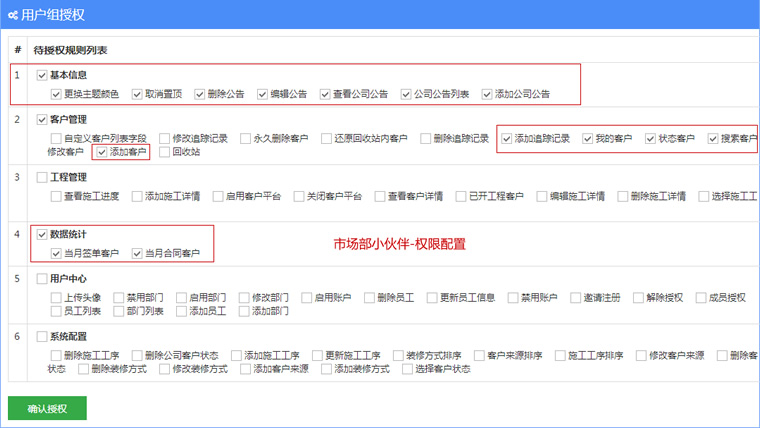 用户组授权
# 待授权规则列表
1 基本信息
更换主题颜色 取消置顶 删除公告 编辑公告 查看公司公告 公司公告列表 添加公司公告
2 客户管理
自定义客户列表字段 修改追踪记录 永久删除客户 还原回收站内客户 删除追踪记录 添加追踪记录 我的客户 状态客户 搜素客户
修改客户 添加客户 回收站
3 工程管理
查看施工进度 添加施工详情 启用客户平台 关闭客户平台 查看客户详情 已开工程客户 编辑施工详情 删除施工详情 选择施工工
4 数据统计
市场部小伙伴-权限配置
当月签单客户 当月合同客户
5 用户中心
上传头像 禁用部门 启用部门 修改部门 启用账户 删除员工 更新员工信息 禁用账户 邀请注册 解除授权 成员授权
员工列表 部门列表 添加员工 添加部门
6 系统配置
删除施工工序 删除公司客户状态 添加施工工序 更新施工工序 装修方式排序 客户来源排序 施工工序排序 修改客户来源 删除客
状态 删除装修方式 修改装修方式 添加客户来源 添加装修方式 选择客户状态
确认授权